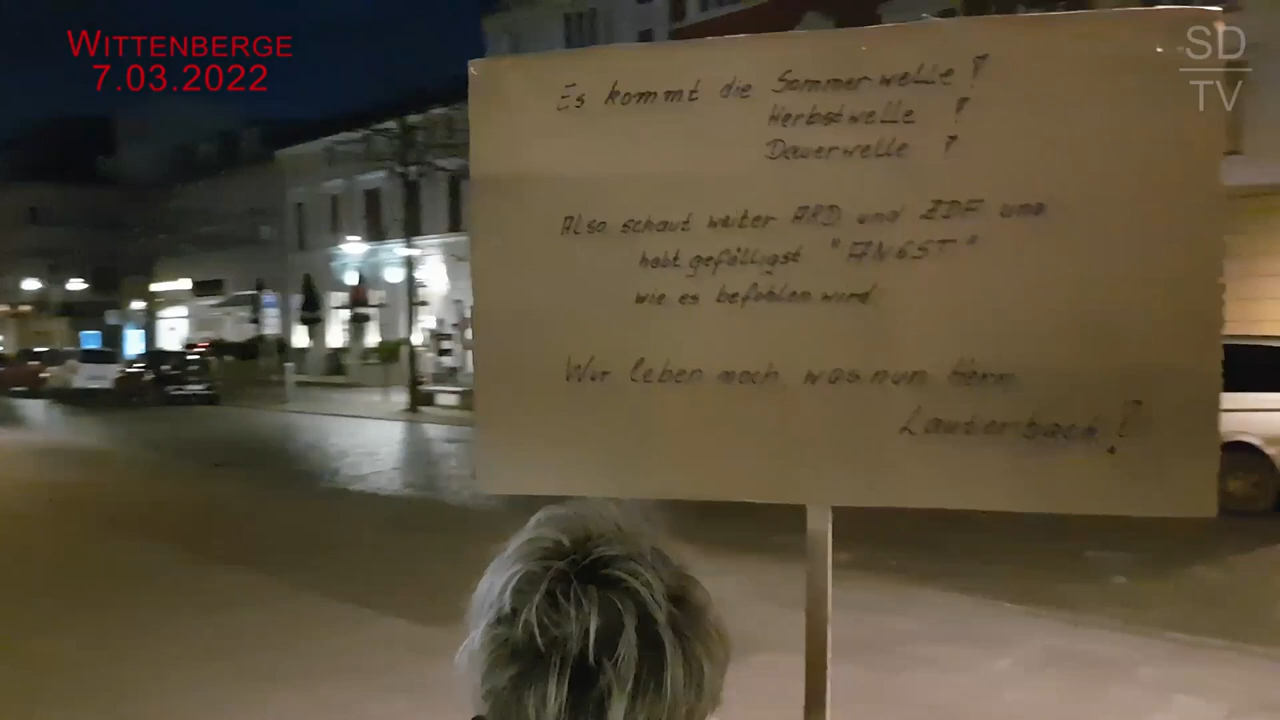 WITTENBERGE
7.03.2022
SD
TV
Es kommt die Sommerwelle!
Herbstwelle !
Dauerwelle !
Also schaut weiter ARD und ZDF und
habt gefälligst "ANGST"
wie es befohlen wird
Wir leben noch, was nun Herr
Lauterbach!